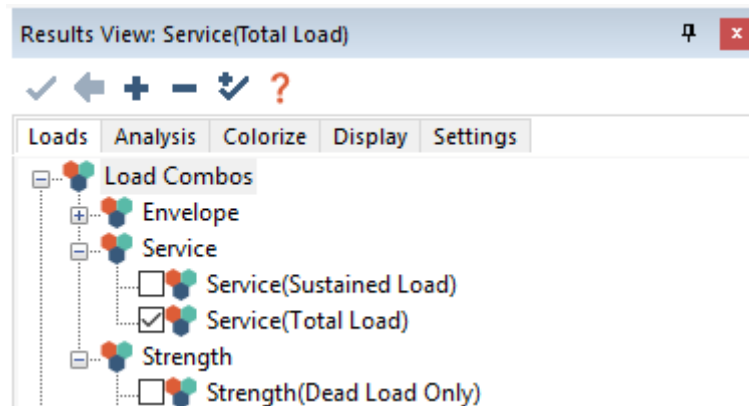 Results View: Service(Total Load)
Loads Analysis Colorize Display Settings
Load Combos
Envelope
Service
Service(Sustained Load)
Service(Total Load)
Strength
Strength(Dead Load Only)